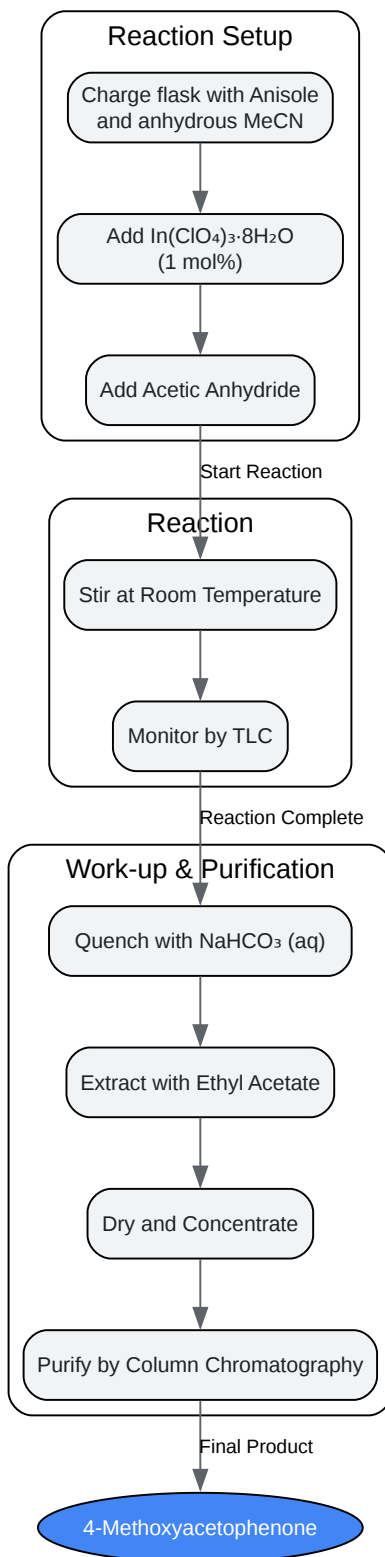 Reaction Setup
Charge flask with Anisole
and anhydrous MeCN
Add In(ClO₄)₃·8H₂O
(1 mol%)
Add Acetic Anhydride
Start Reaction
Reaction
Stir at Room Temperature
Monitor by TLC
Reaction Complete
Work-up & Purification
Quench with NaHCO₃ (aq)
Extract with Ethyl Acetate
Dry and Concentrate
Purify by Column Chromatography
Final Product
4-Methoxyacetophenone